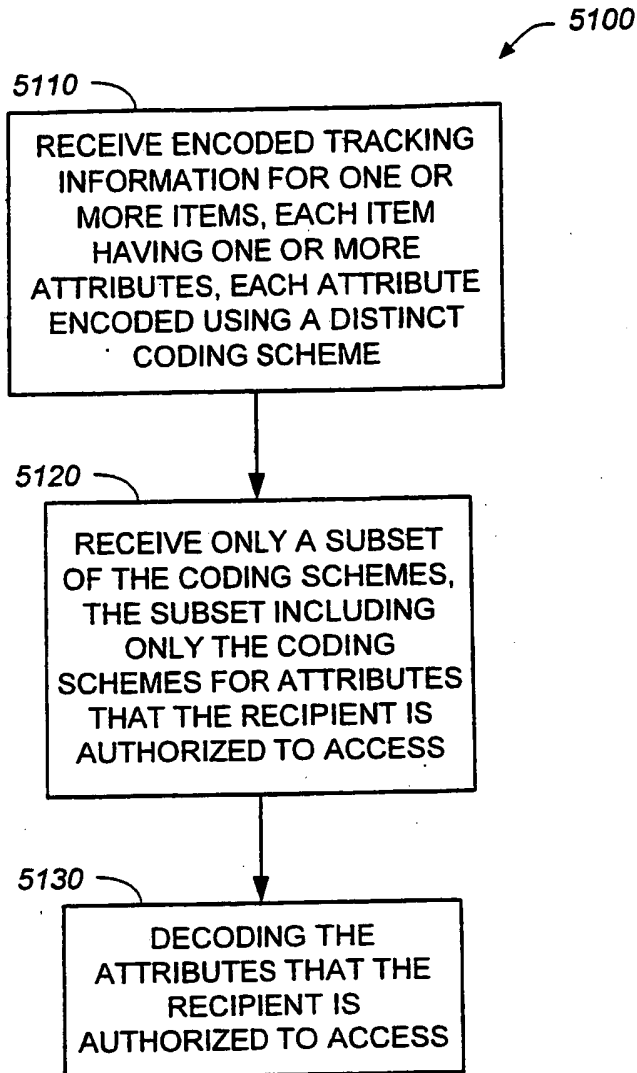 5100
5110
RECEIVE ENCODED TRACKING
INFORMATION FOR ONE OR
MORE ITEMS, EACH ITEM
HAVING ONE OR MORE
ATTRIBUTES, EACH ATTRIBUTE
ENCODED USING A DISTINCT
CODING SCHEME
5120
RECEIVE ONLY A SUBSET
OF THE CODING SCHEMES,
THE SUBSET INCLUDING
ONLY THE CODING
SCHEMES FOR ATTRIBUTES
THAT THE RECIPIENT IS
AUTHORIZED TO ACCESS
5130
DECODING THE
ATTRIBUTES THAT THE
RECIPIENT IS
AUTHORIZED TO ACCESS